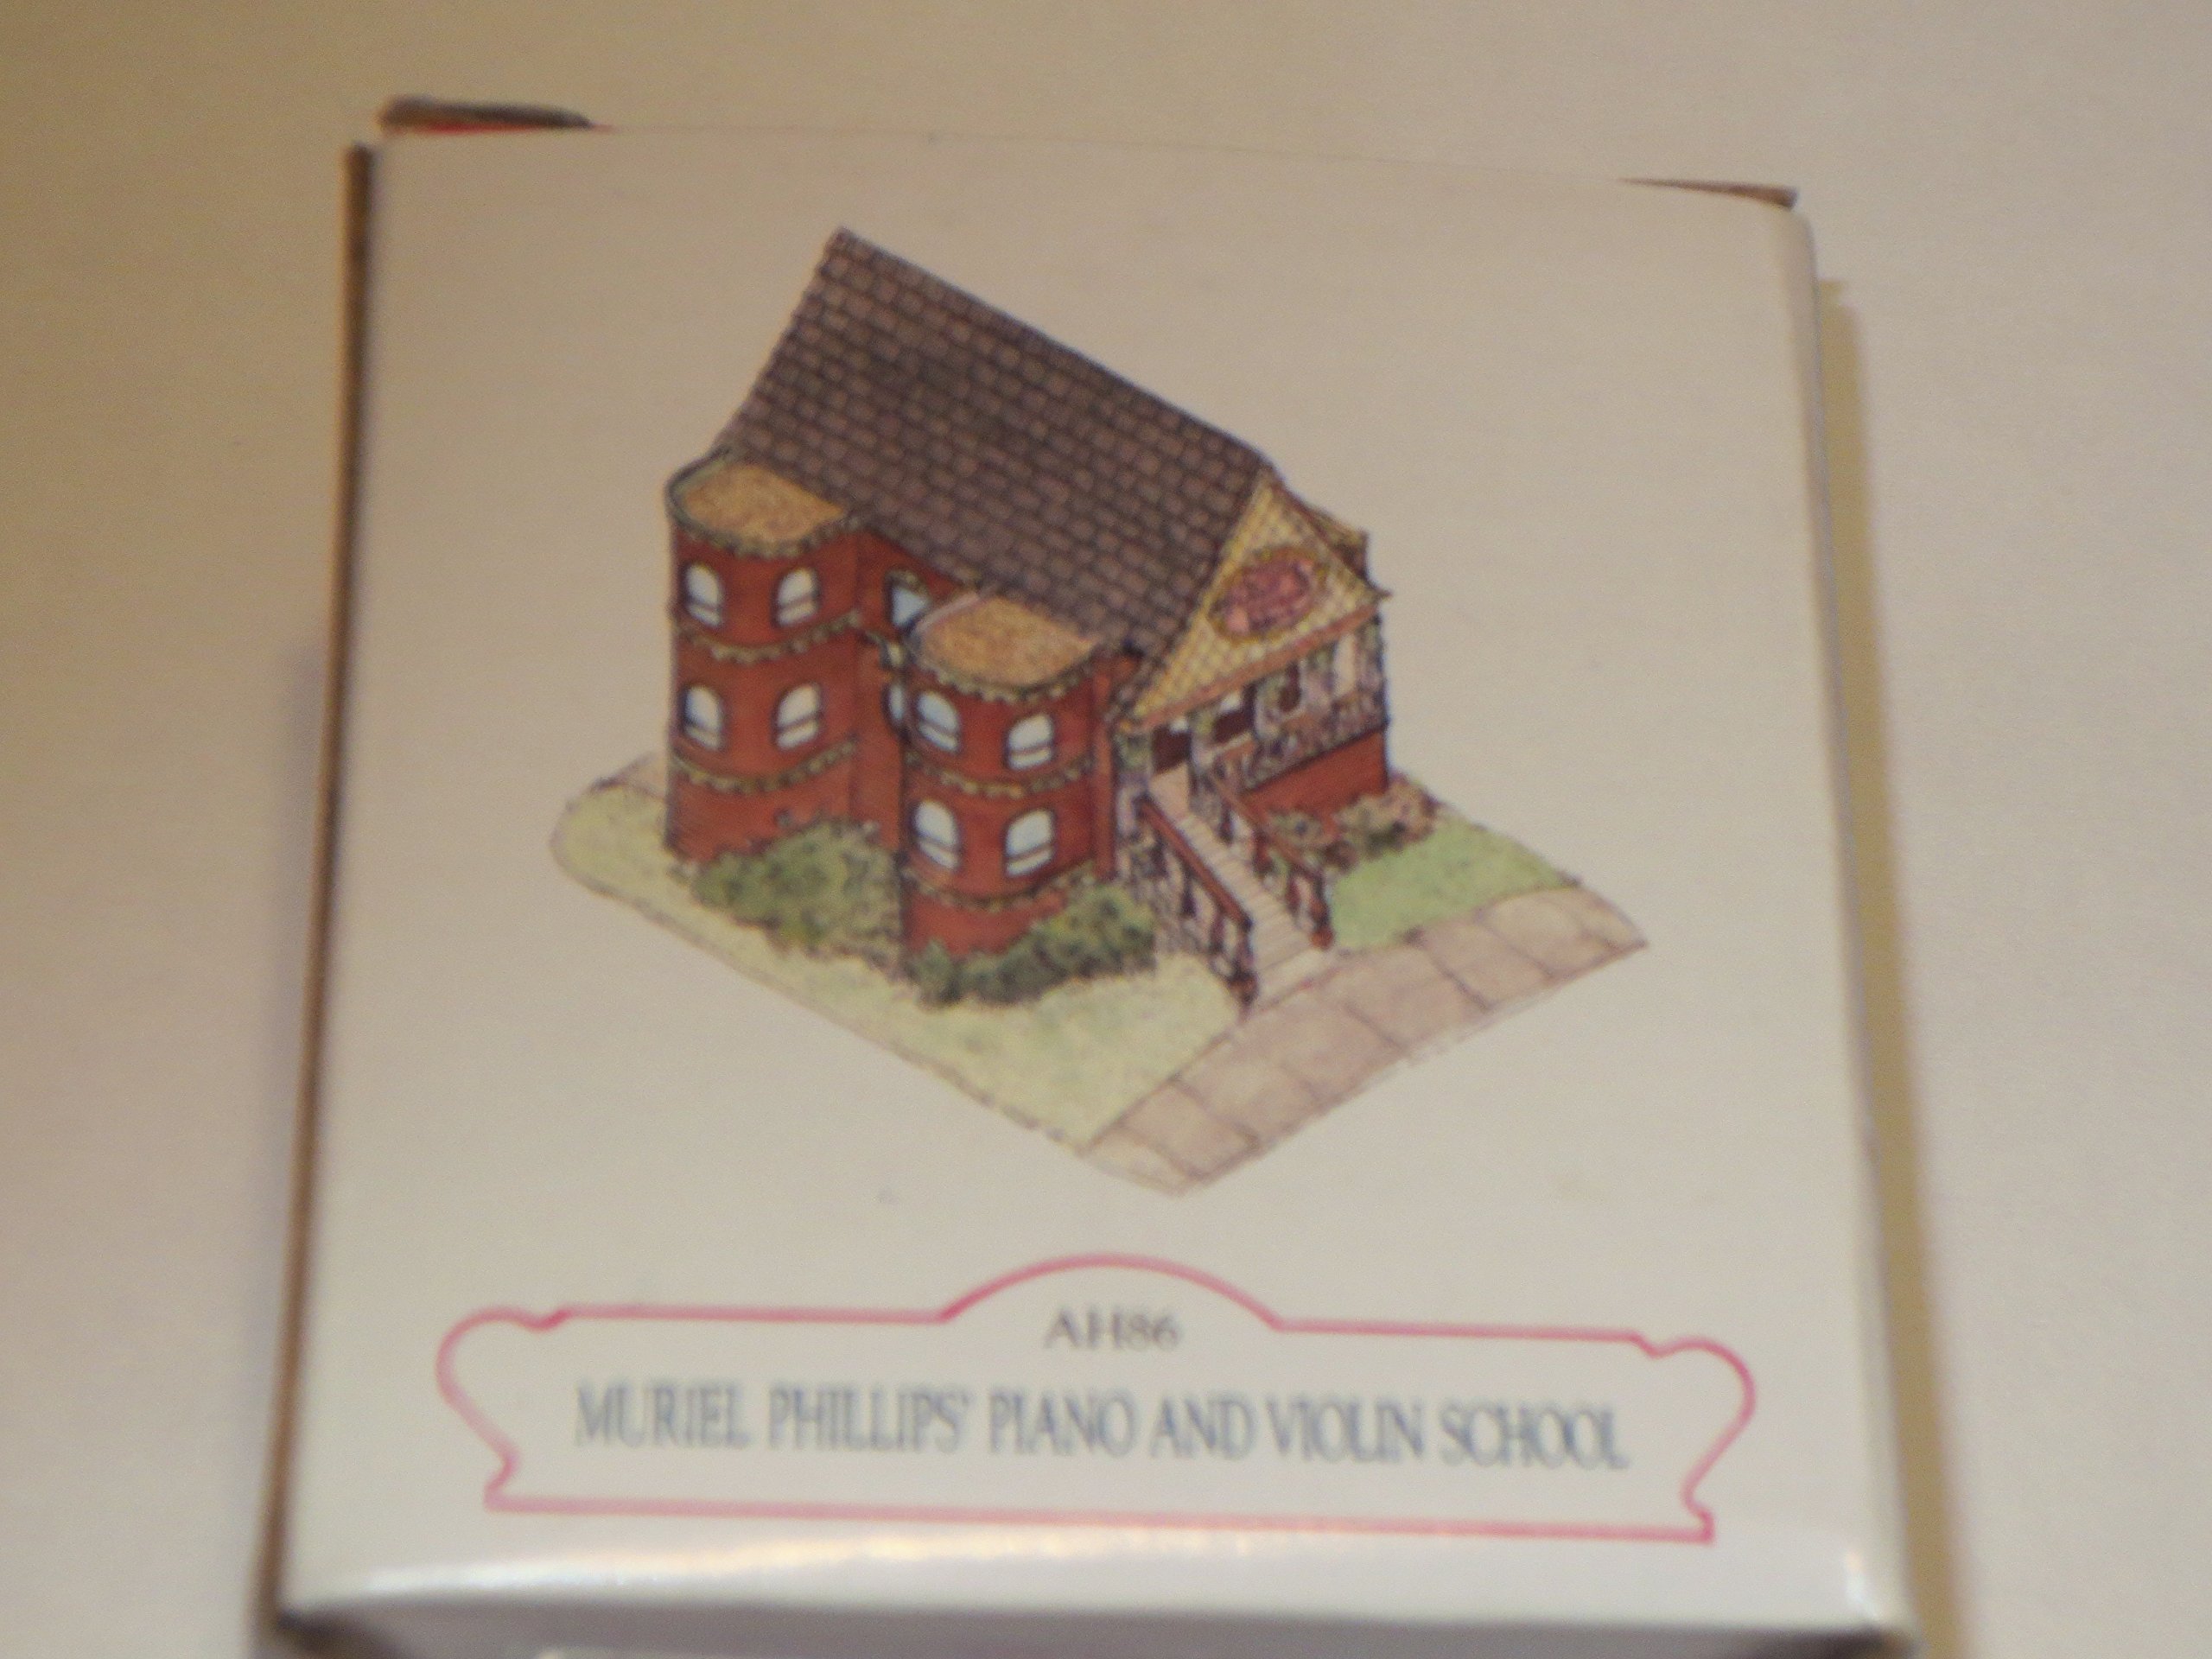 AH86
MURIEL PHILLIPS' PIANO AND VIOLIN SCHOOL